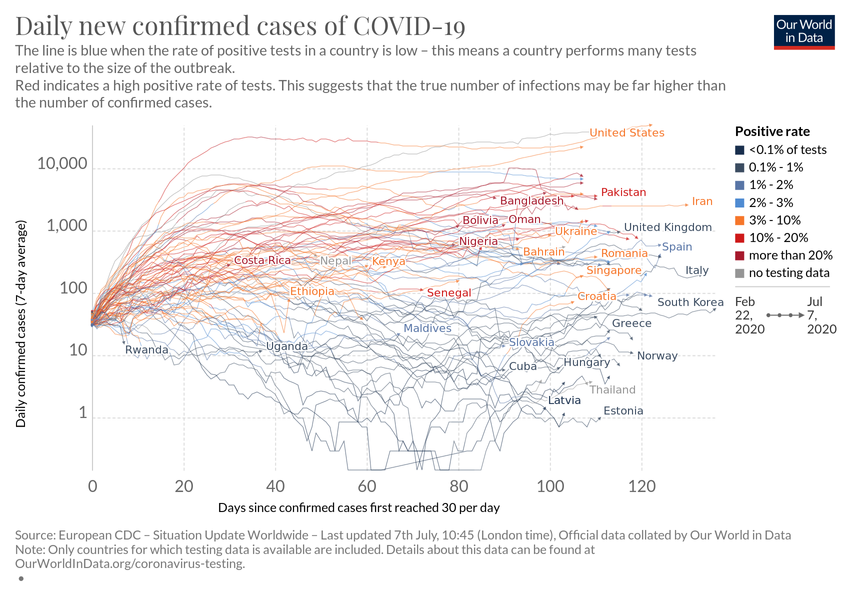 Daily new confirmed cases of COVID-19
Our World
in Data
The line is blue when the rate of positive tests in a country is low – this means a country performs many tests
relative to the size of the outbreak.
Red indicates a high positive rate of tests. This suggests that the true number of infections may be far higher than
the number of confirmed cases.
Daily confirmed cases (7-day average)
10,000
1,000
100
10
1
United States
Pakistan
Iran
Bangladesh
Bolivia
Oman
Ukraine
United Kingdom
Nigeria
Bahrain
Romania
Spain
Costa Rica
Nepal
Kenya
Singapore
Italy
Ethiopia
Senegal
Croatia
South Korea
Maldives
Greece
Rwanda
Uganda
Slovakia
Norway
Cuba
Hungary
Thailand
Latvia
Estonia
0
20
40
60
80
100
120
Days since confirmed cases first reached 30 per day
Positive rate
<0.1% of tests
0.1% - 1%
1% - 2%
2% - 3%
3% - 10%
10% - 20%
more than 20%
no testing data
Feb
22,
2020
Jul
7,
2020
Source: European CDC – Situation Update Worldwide – Last updated 7th July, 10:45 (London time), Official data collated by Our World in Data
Note: Only countries for which testing data is available are included. Details about this data can be found at
OurWorldInData.org/coronavirus-testing.